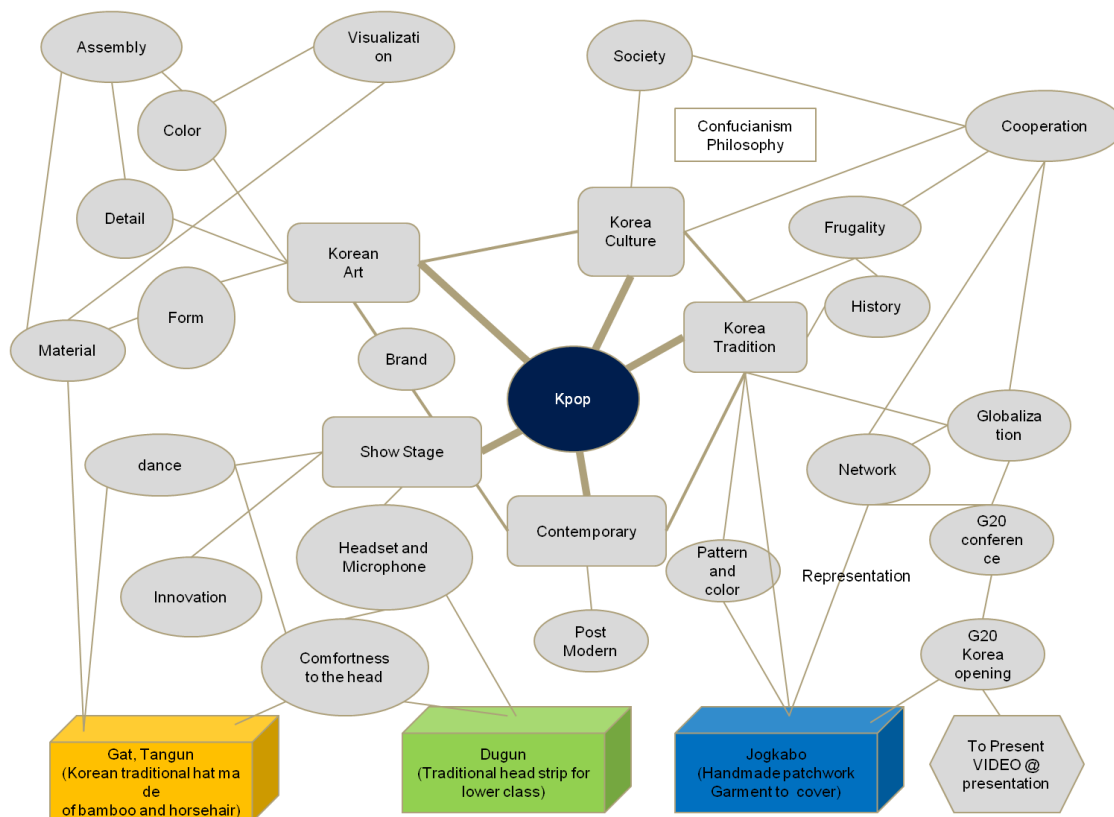 Assembly
Visualizati
on
Society
Color
Confucianism
Philosophy
Cooperation
Detail
Korea
Culture
Frugality
Korean
Art
Form
History
Material
Brand
Korea
Tradition
Kpop
Globaliza
tion
dance
Show Stage
Network
Contemporary
G20
conferen
ce
Headset and
Microphone
Pattern
and
color
Representation
Innovation
Post
Modern
Comfortness
to the head
G20
Korea
opening
Gat, Tangun
(Korean traditional hat ma
de
of bamboo and horsehair)
Dugun
(Traditional head strip for
lower class)
Jogkabo
(Handmade patchwork
Garment to cover)
To Present
VIDEO @
presentation